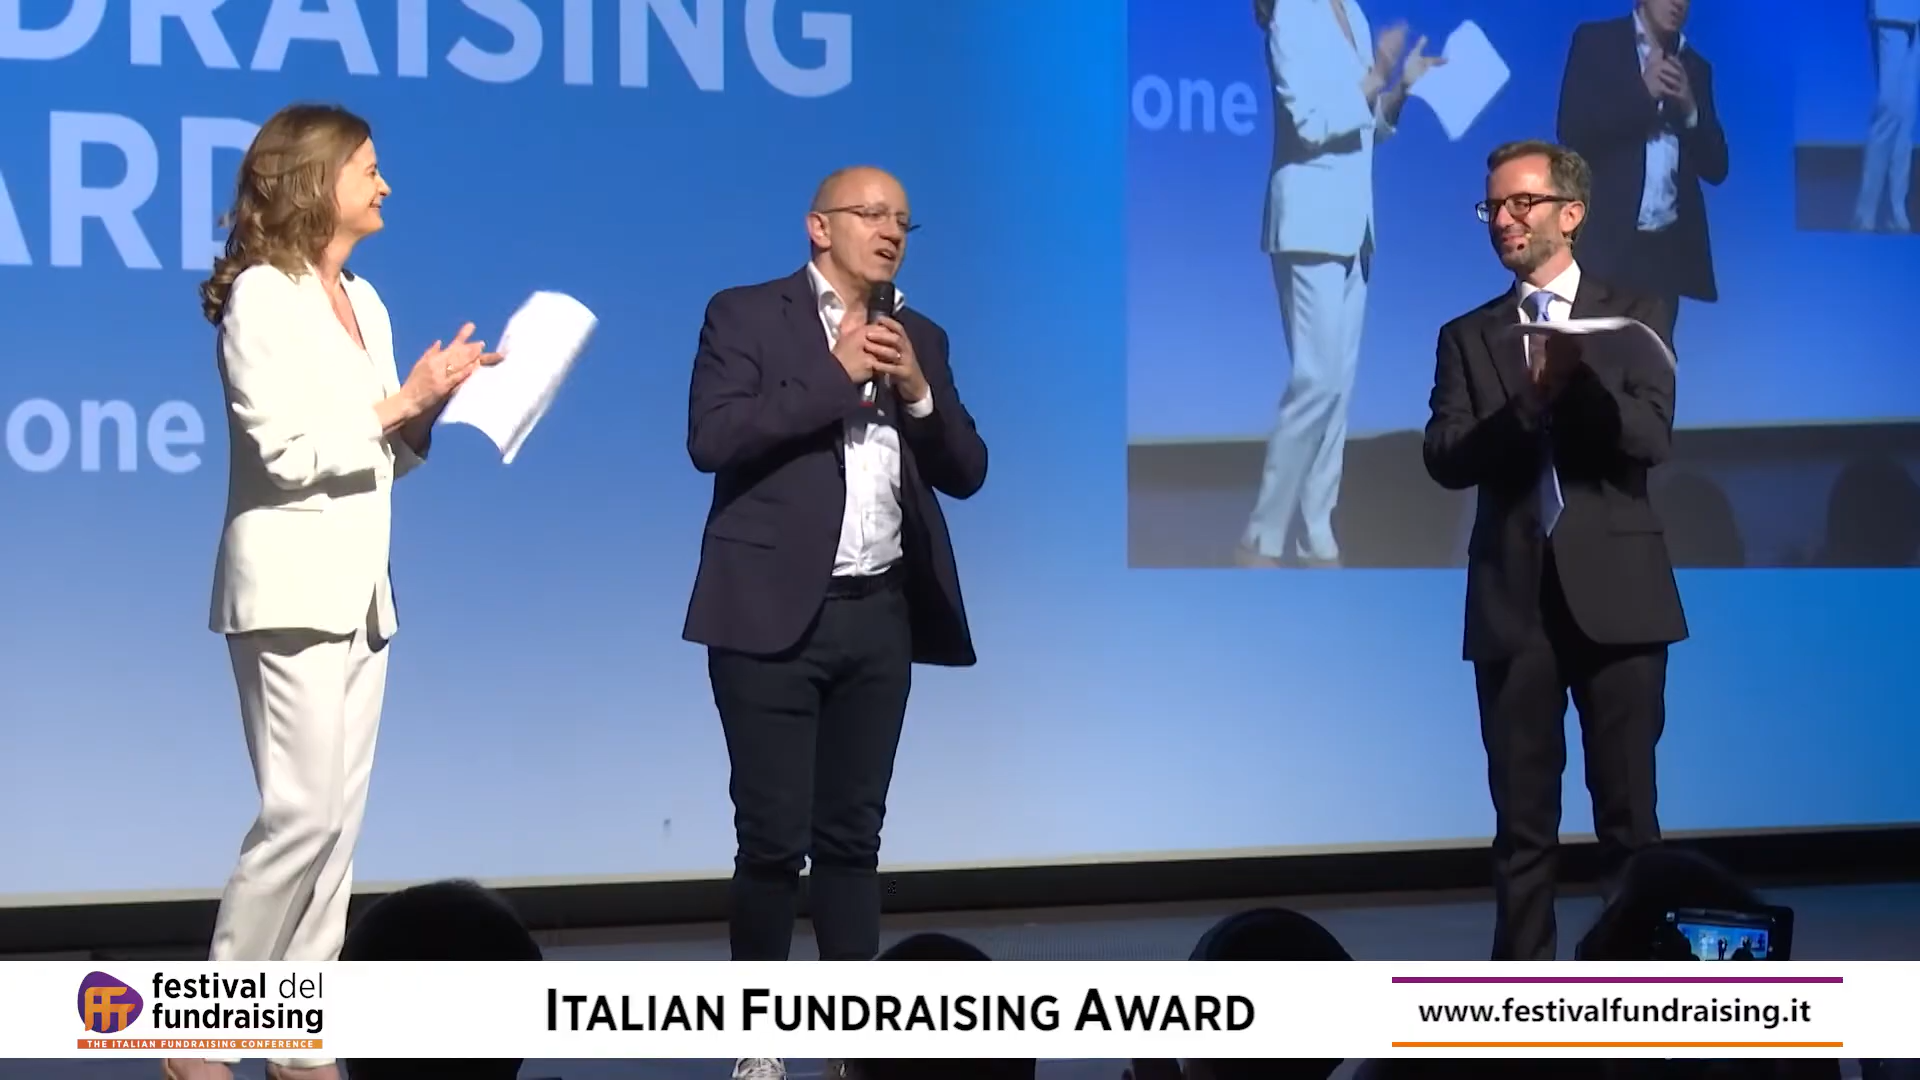 DRAISING
ARD
one
one
festival del
fundraising
THE ITALIAN FUNDRAISING CONFERENCE
ITALIAN FUNDRAISING AWARD
www.festivalfundraising.it